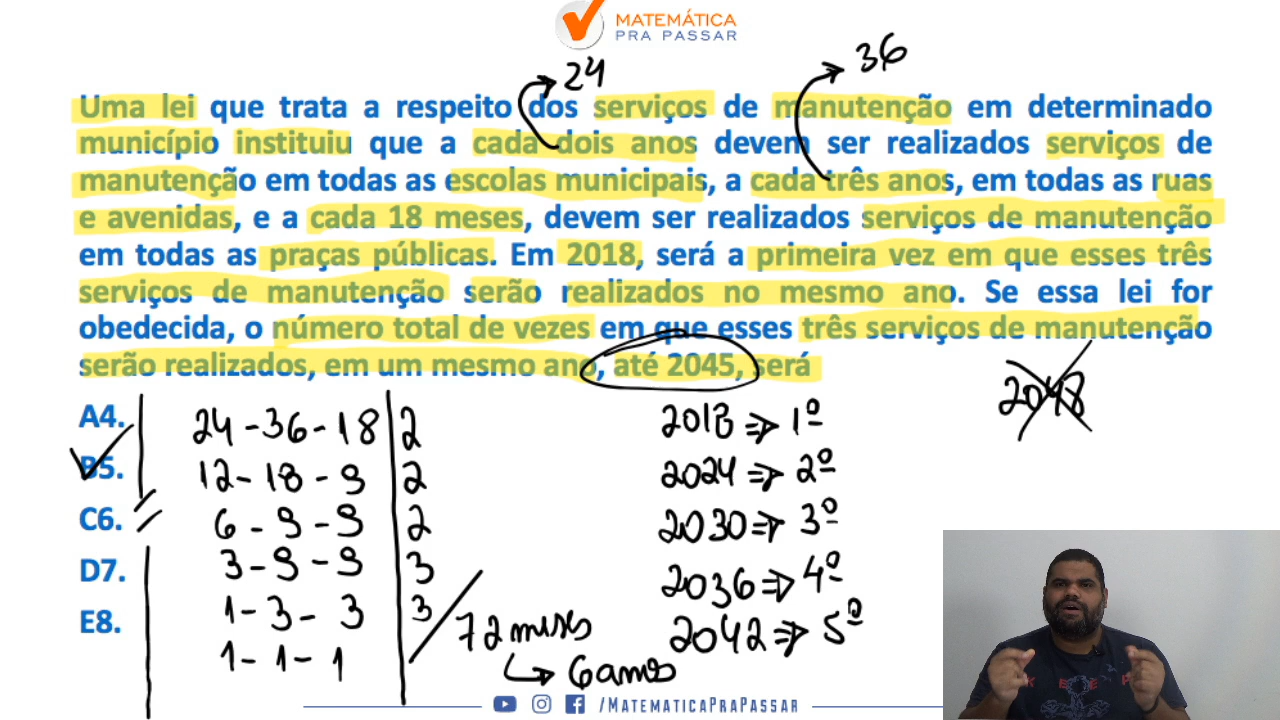 MATEMÁTICA
PRA PASSAR
24
36
Uma lei que trata a respeito dos serviços de manutenção em determinado
município instituiu que a cada dois anos devem ser realizados serviços de
manutenção em todas as escolas municipais, a cada três anos, em todas as ruas
e avenidas, e a cada 18 meses, devem ser realizados serviços de manutenção
em todas as praças públicas. Em 2018, será a primeira vez em que esses três
serviços de manutenção serão realizados no mesmo ano. Se essa lei for
obedecida, o número total de vezes em que esses três serviços de manutenção
serão realizados, em um mesmo ano, até 2045, será
2048
A4.
B5.
C6.
D7.
E8.
24 - 36 - 18 | 2
12 - 18 - 9 | 2
6 - 9 - 9 | 2
3 - 9 - 9 | 3
1 - 3 - 3 | 3
1 - 1 - 1
72 meses
6 anos
2018 ⇒ 1º
2024 ⇒ 2º
2030 ⇒ 3º
2036 ⇒ 4º
2042 ⇒ 5º
/MATEMATICAPRAPASSAR